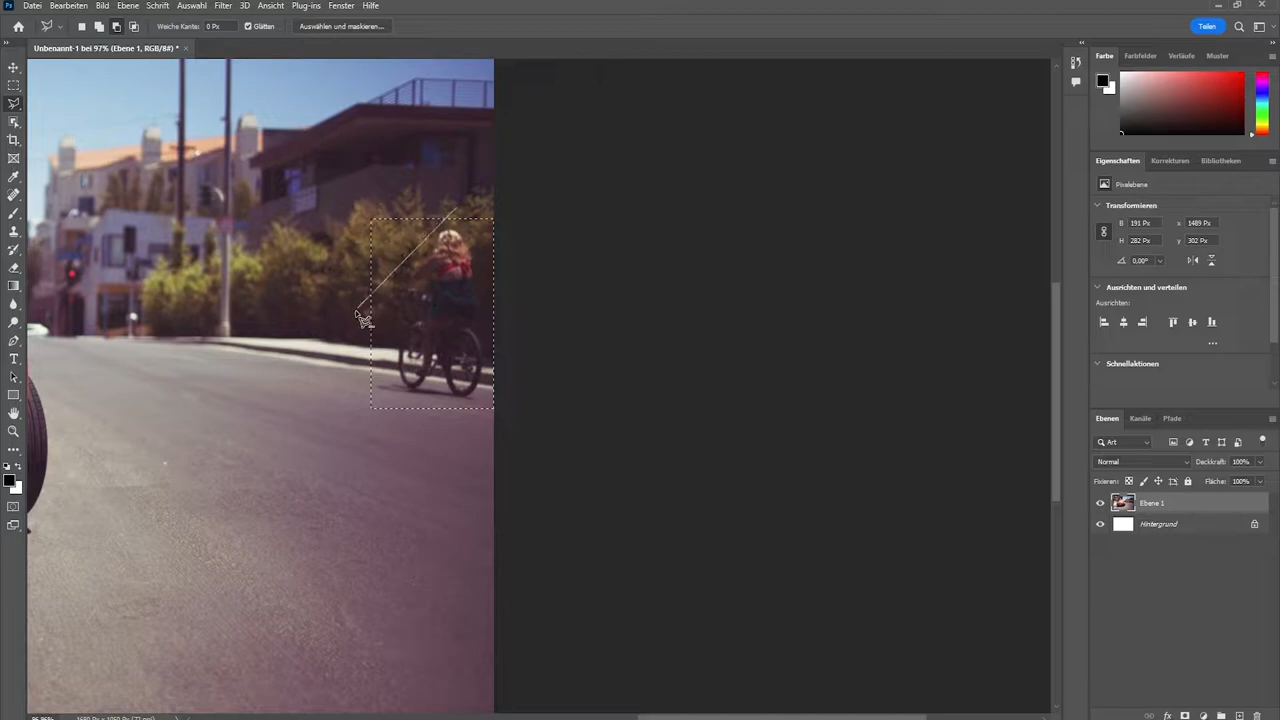 Ps Datei Bearbeiten Bild Ebene Schrift Auswahl Filter 3D Ansicht Plug-ins Fenster Hilfe
Weiche Kante: 0 Px Glätten Auswählen und maskieren... Teilen
Unbenannt-1 bei 97% (Ebene 1, RGB/8#) * ×
Farbe Farbfelder Verläufe Muster
Eigenschaften Korrekturen Bibliotheken
Pixelebene
Transformieren
B 191 Px x 1489 Px
H 282 Px y 302 Px
0,00°
Ausrichten und verteilen
Ausrichten:
Schnellaktionen
Ebenen Kanäle Pfade
Art
Normal Deckkraft: 100%
Fixieren: Fläche: 100%
Ebene 1
Hintergrund
fx